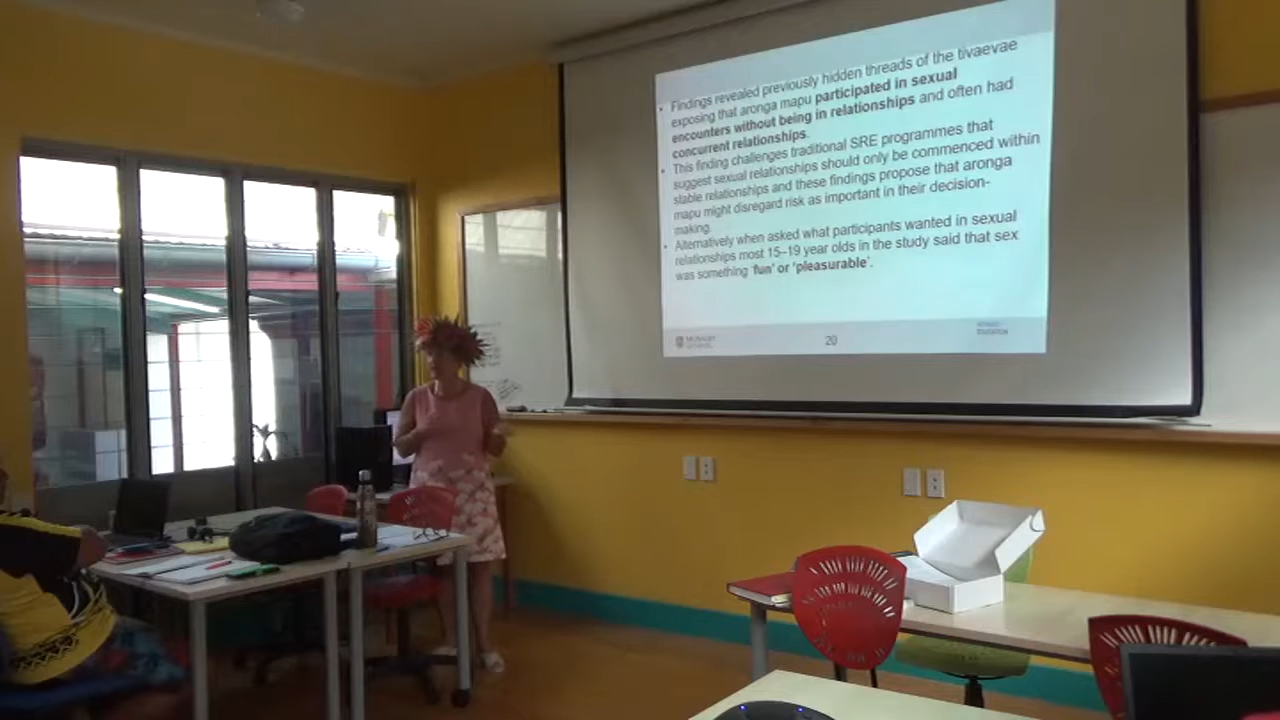 • Findings revealed previously hidden threads of the tivaevae
exposing that aronga mapu participated in sexual
encounters without being in relationships and often had
concurrent relationships.
• This finding challenges traditional SRE programmes that
suggest sexual relationships should only be commenced within
stable relationships and these findings propose that aronga
mapu might disregard risk as important in their decision-
making.
• Alternatively when asked what participants wanted in sexual
relationships most 15–19 year olds in the study said that sex
was something 'fun' or 'pleasurable'.
20
EDUCATION